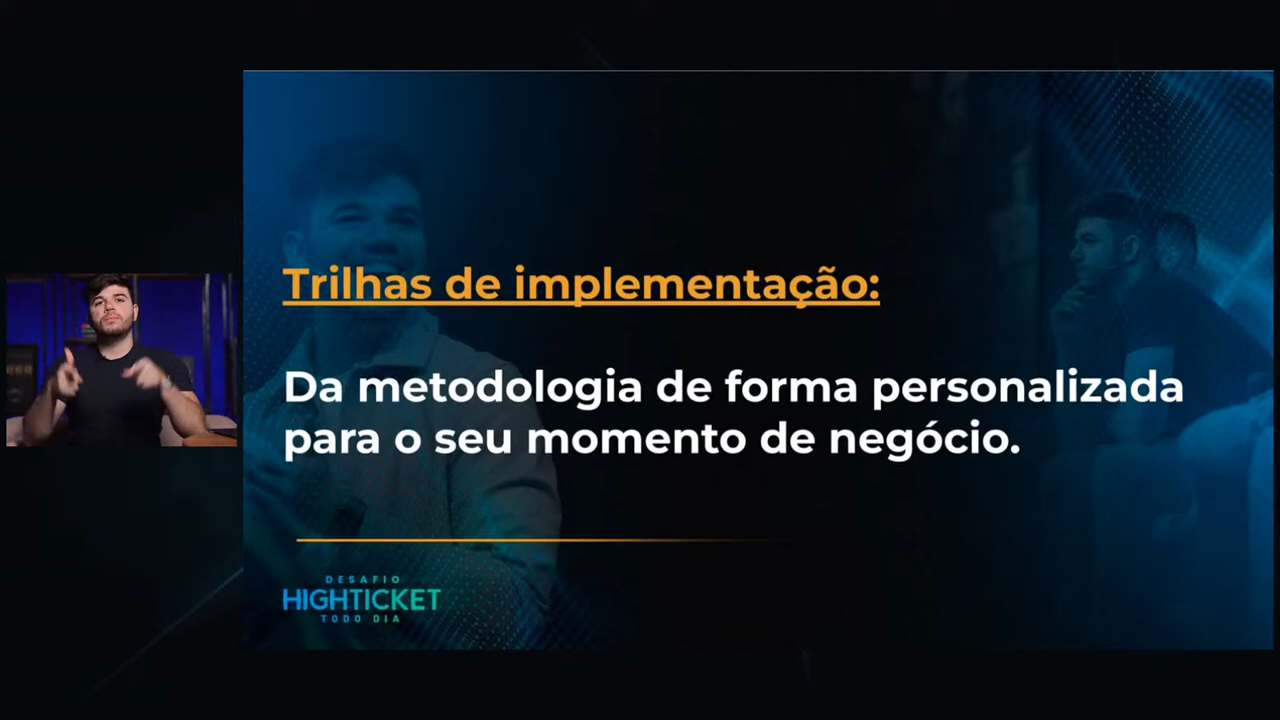 Trilhas de implementação:
Da metodologia de forma personalizada
para o seu momento de negócio.
DESAFIO
HIGHTICKET
TODO DIA